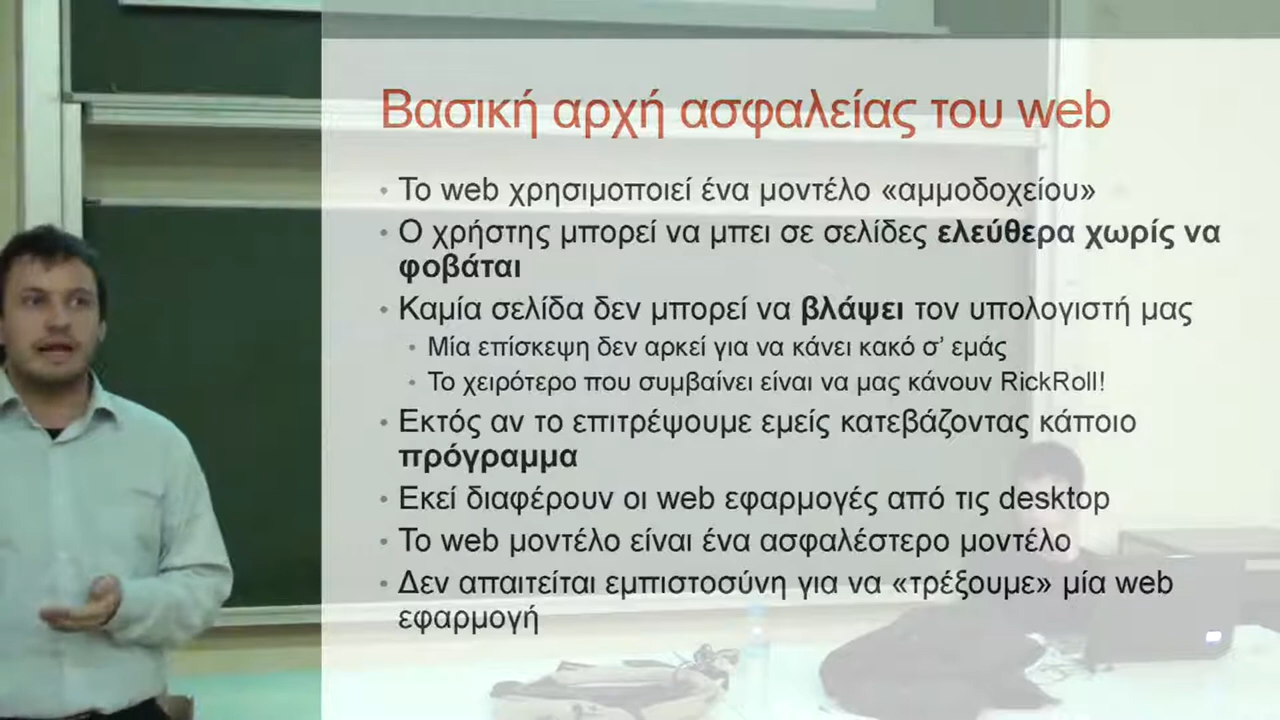 Βασική αρχή ασφαλείας του web
• Το web χρησιμοποιεί ένα μοντέλο «αμμοδοχείου»
• Ο χρήστης μπορεί να μπει σε σελίδες ελεύθερα χωρίς να
φοβάται
• Καμία σελίδα δεν μπορεί να βλάψει τον υπολογιστή μας
• Μία επίσκεψη δεν αρκεί για να κάνει κακό σ’ εμάς
• Το χειρότερο που συμβαίνει είναι να μας κάνουν RickRoll!
• Εκτός αν το επιτρέψουμε εμείς κατεβάζοντας κάποιο
πρόγραμμα
• Εκεί διαφέρουν οι web εφαρμογές από τις desktop
• Το web μοντέλο είναι ένα ασφαλέστερο μοντέλο
• Δεν απαιτείται εμπιστοσύνη για να «τρέξουμε» μία web
εφαρμογή